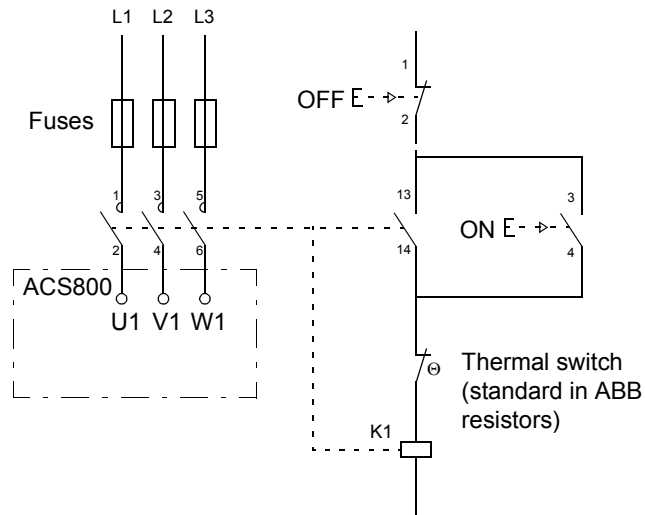 L1 L2 L3
Fuses
1 3 5
2 4 6
ACS800
U1 V1 W1
1
OFF
2
13
14
3
ON
4
Θ
Thermal switch
(standard in ABB
resistors)
K1